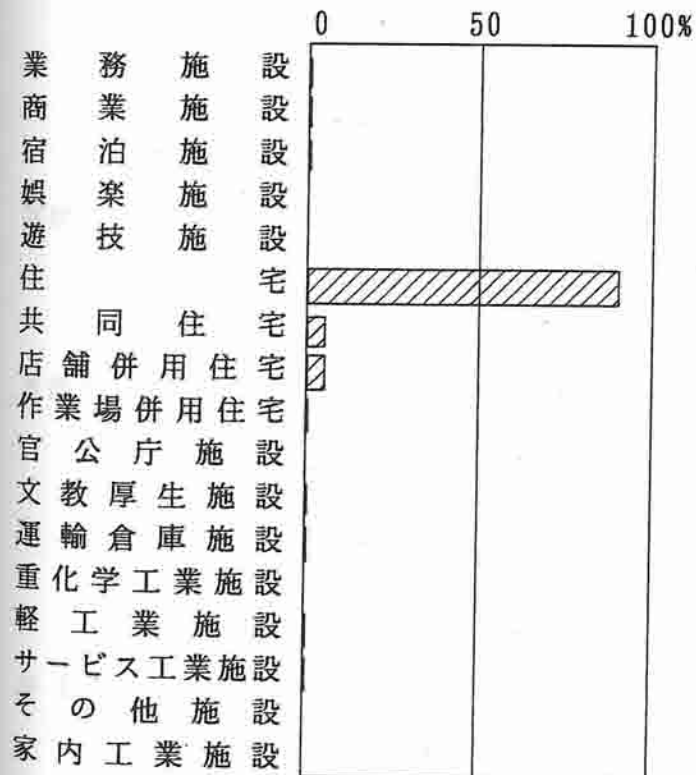 0 50 100%
業務施設
商業施設
宿泊施設
娯楽施設
遊技施設
住宅
共同住宅
店舗併用住宅
作業場併用住宅
官公庁施設
文教厚生施設
運輸倉庫施設
重化学工業施設
軽工業施設
サービス工業施設
その他施設
家内工業施設